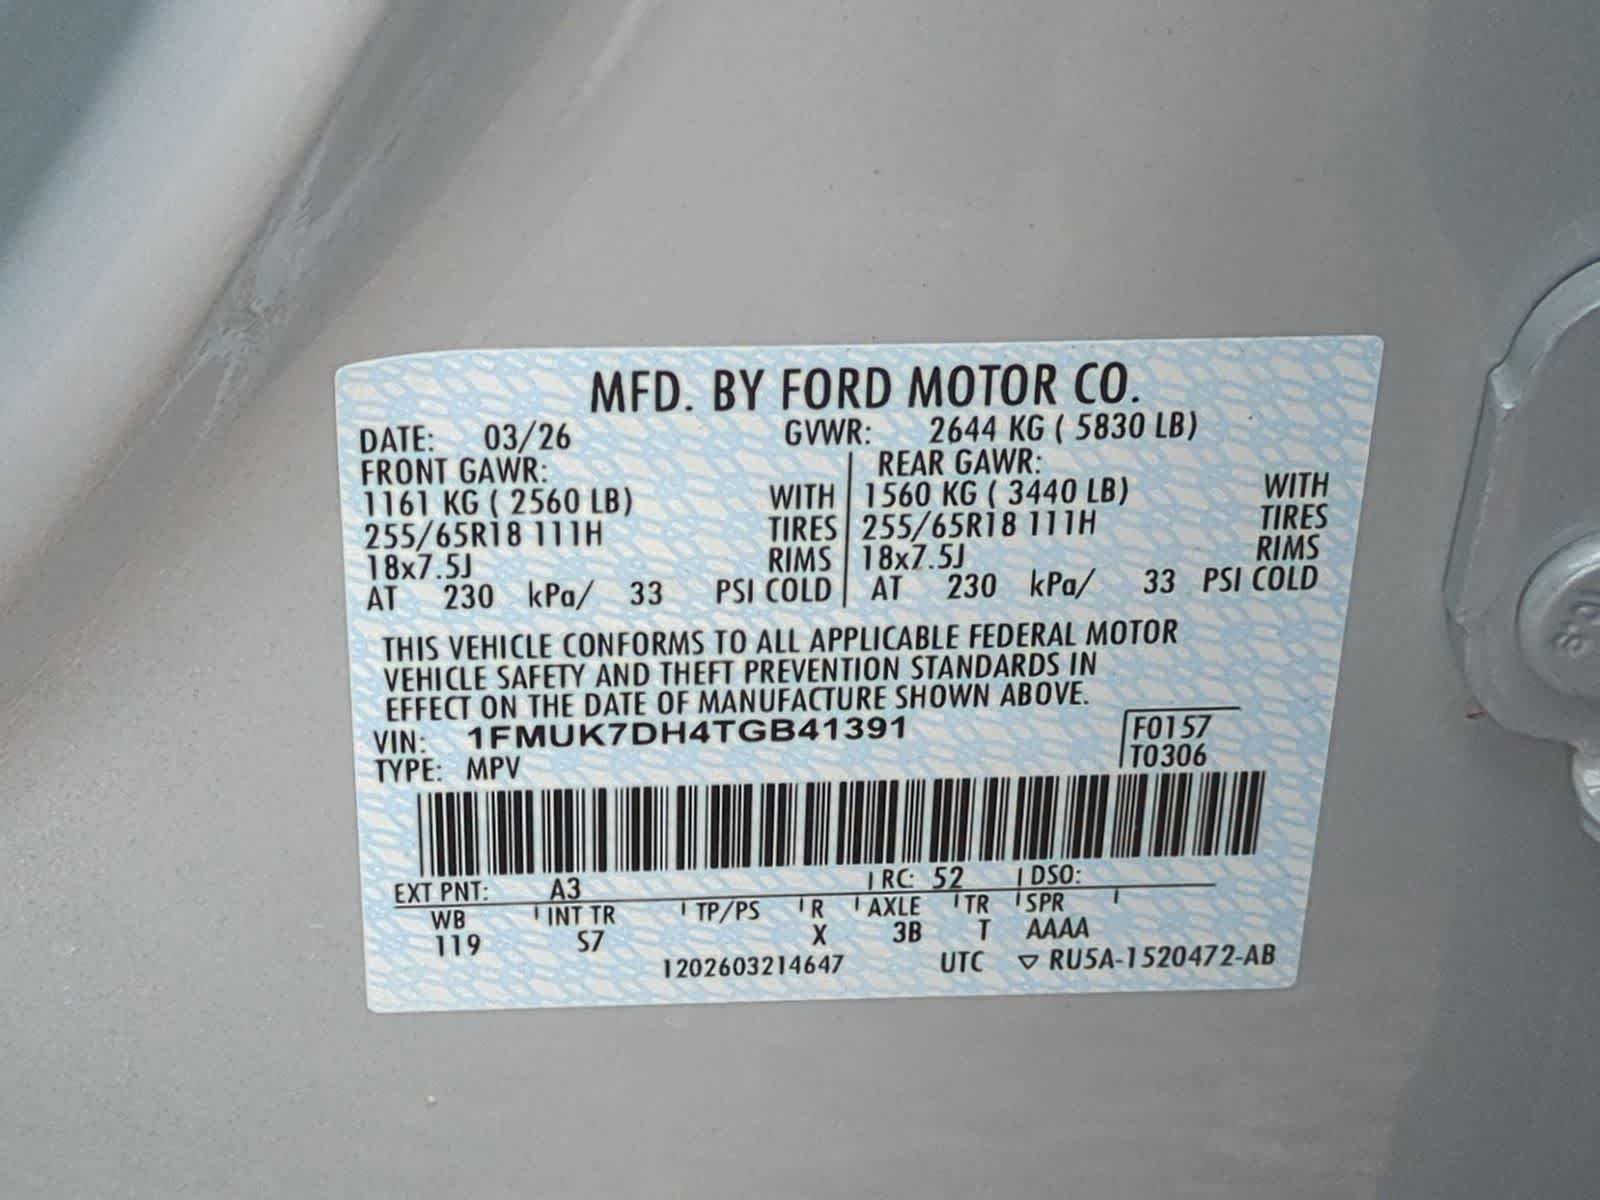 MFD. BY FORD MOTOR CO.
DATE: 03/26 GVWR: 2644 KG ( 5830 LB)
FRONT GAWR: REAR GAWR:
1161 KG ( 2560 LB) WITH 1560 KG ( 3440 LB) WITH
255/65R18 111H TIRES 255/65R18 111H TIRES
18x7.5J RIMS 18x7.5J RIMS
AT 230 kPa/ 33 PSI COLD AT 230 kPa/ 33 PSI COLD
THIS VEHICLE CONFORMS TO ALL APPLICABLE FEDERAL MOTOR
VEHICLE SAFETY AND THEFT PREVENTION STANDARDS IN
EFFECT ON THE DATE OF MANUFACTURE SHOWN ABOVE.
VIN: 1FMUK7DH4TGB41391 F0157
TYPE: MPV T0306
EXT PNT: A3 RC: 52 DSO:
WB INT TR TP/PS R AXLE TR SPR
119 S7 X 3B T AAAA
1202603214647 UTC ▽ RU5A-1520472-AB